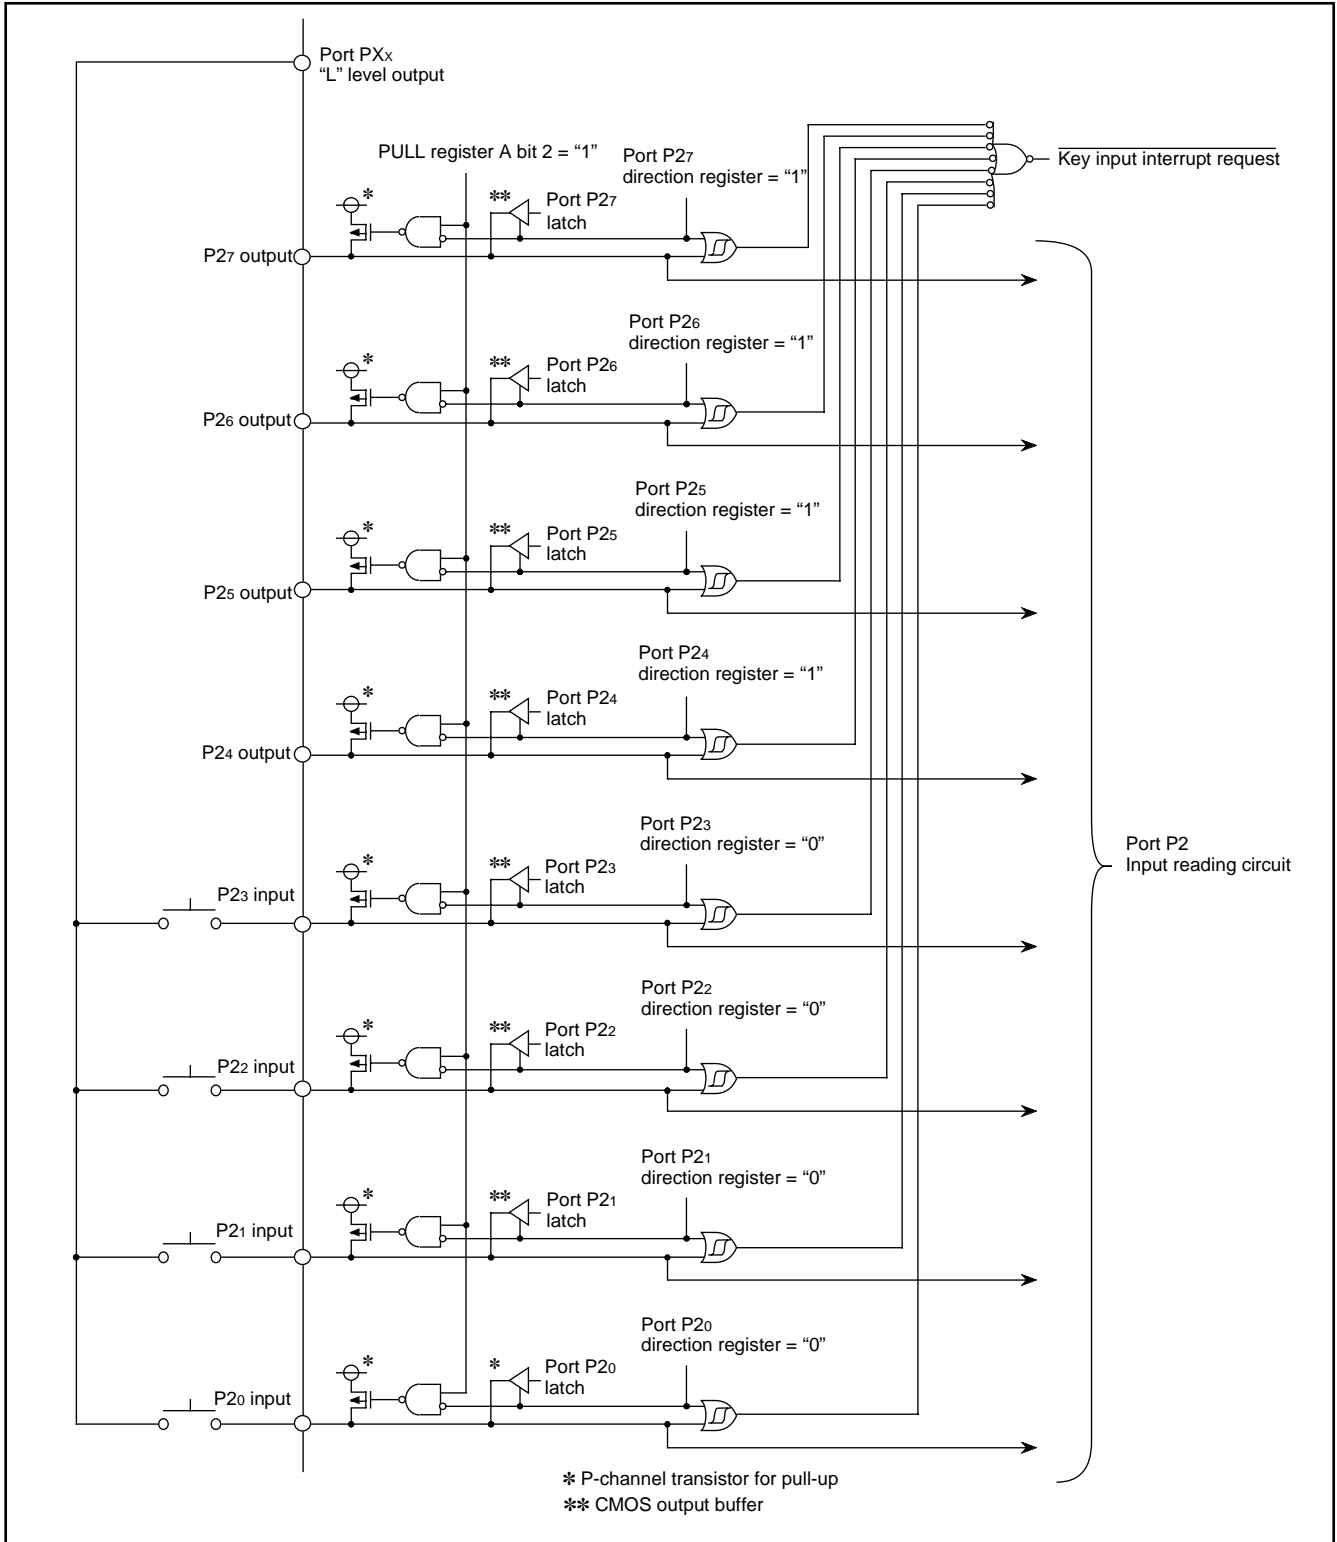 Port PXx
“L” level output
PULL register A bit 2 = “1”
Port P27
direction register = “1”
Key input interrupt request
*
**
Port P27
latch
P27 output
Port P26
direction register = “1”
*
**
Port P26
latch
P26 output
Port P25
direction register = “1”
*
**
Port P25
latch
P25 output
Port P24
direction register = “1”
*
**
Port P24
latch
P24 output
Port P23
direction register = “0”
*
**
Port P23
latch
P23 input
Port P2
Input reading circuit
Port P22
direction register = “0”
*
**
Port P22
latch
P22 input
Port P21
direction register = “0”
*
**
Port P21
latch
P21 input
Port P20
direction register = “0”
*
*
Port P20
latch
P20 input
* P-channel transistor for pull-up
** CMOS output buffer